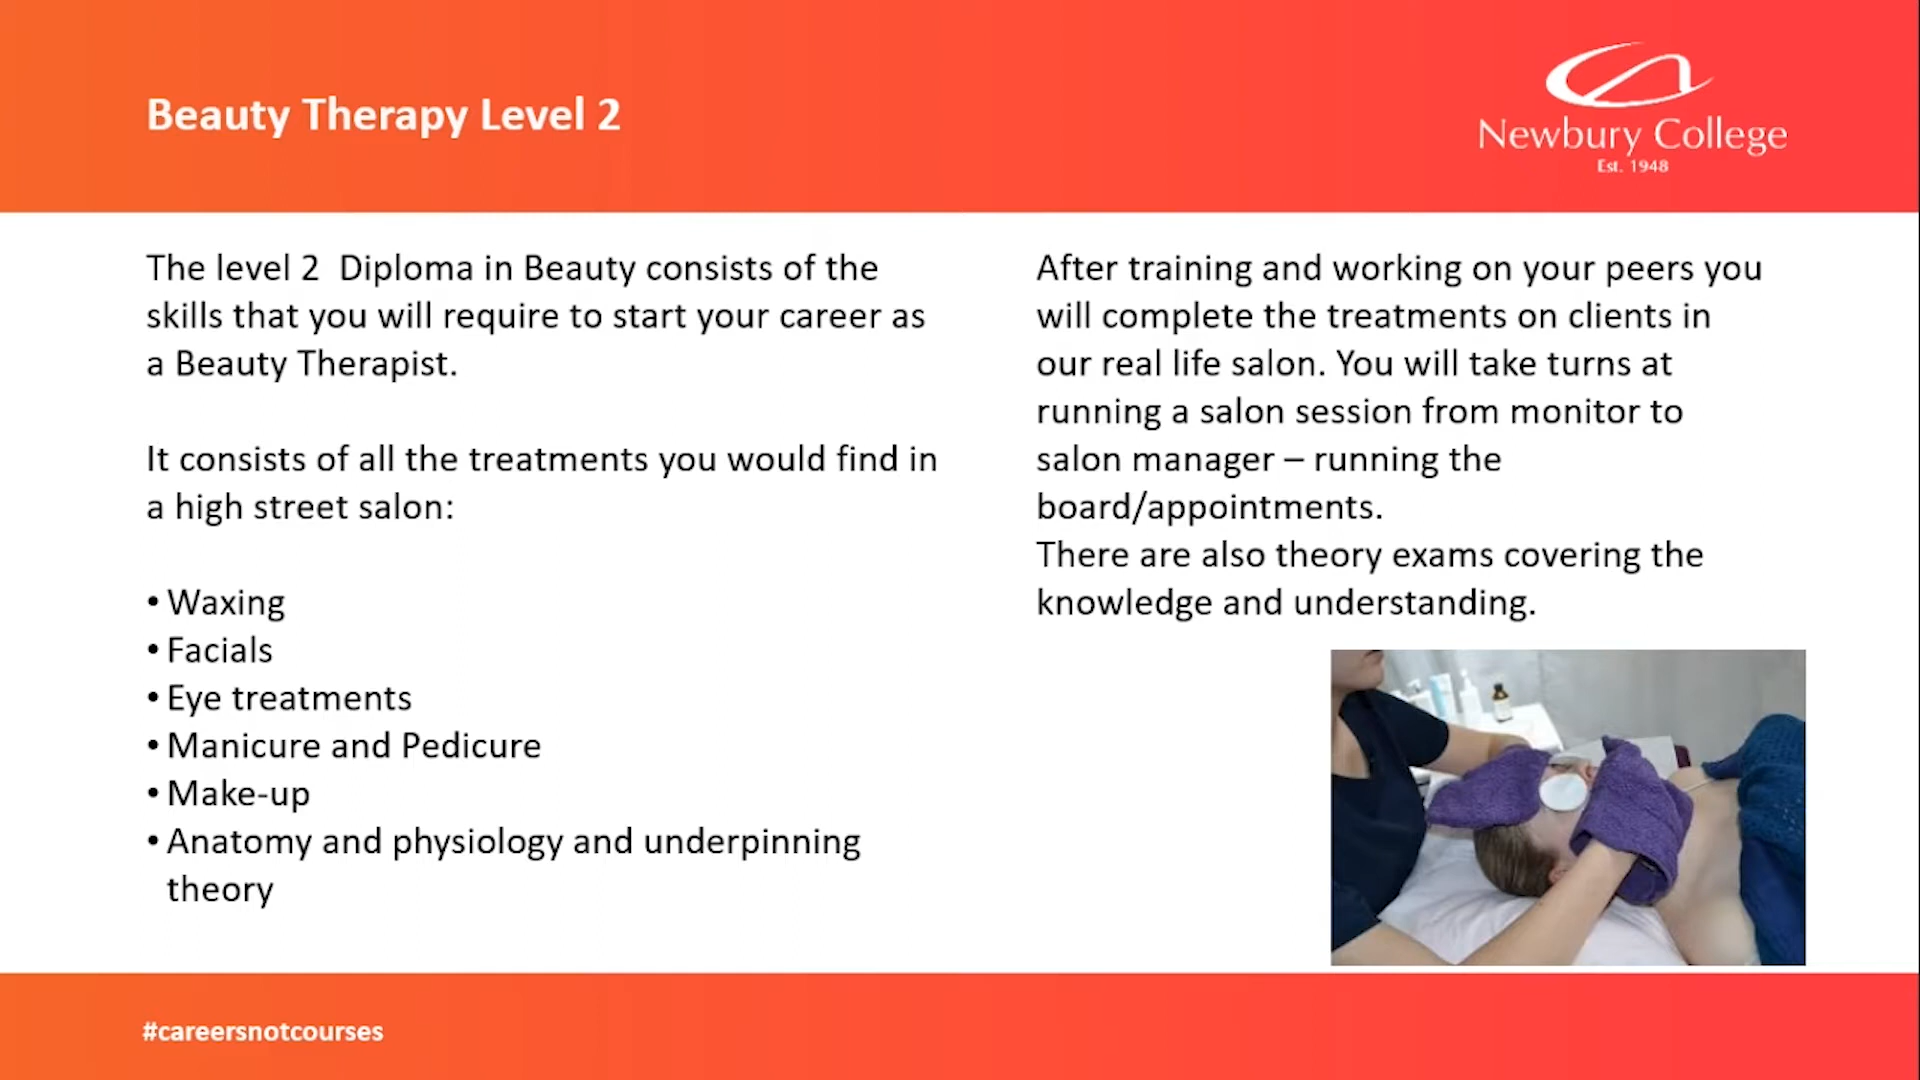 Beauty Therapy Level 2
Newbury College
Est. 1948
The level 2  Diploma in Beauty consists of the
skills that you will require to start your career as
a Beauty Therapist.
It consists of all the treatments you would find in
a high street salon:
• Waxing
• Facials
• Eye treatments
• Manicure and Pedicure
• Make-up
• Anatomy and physiology and underpinning
theory
After training and working on your peers you
will complete the treatments on clients in
our real life salon. You will take turns at
running a salon session from monitor to
salon manager – running the
board/appointments.
There are also theory exams covering the
knowledge and understanding.
#careersnotcourses